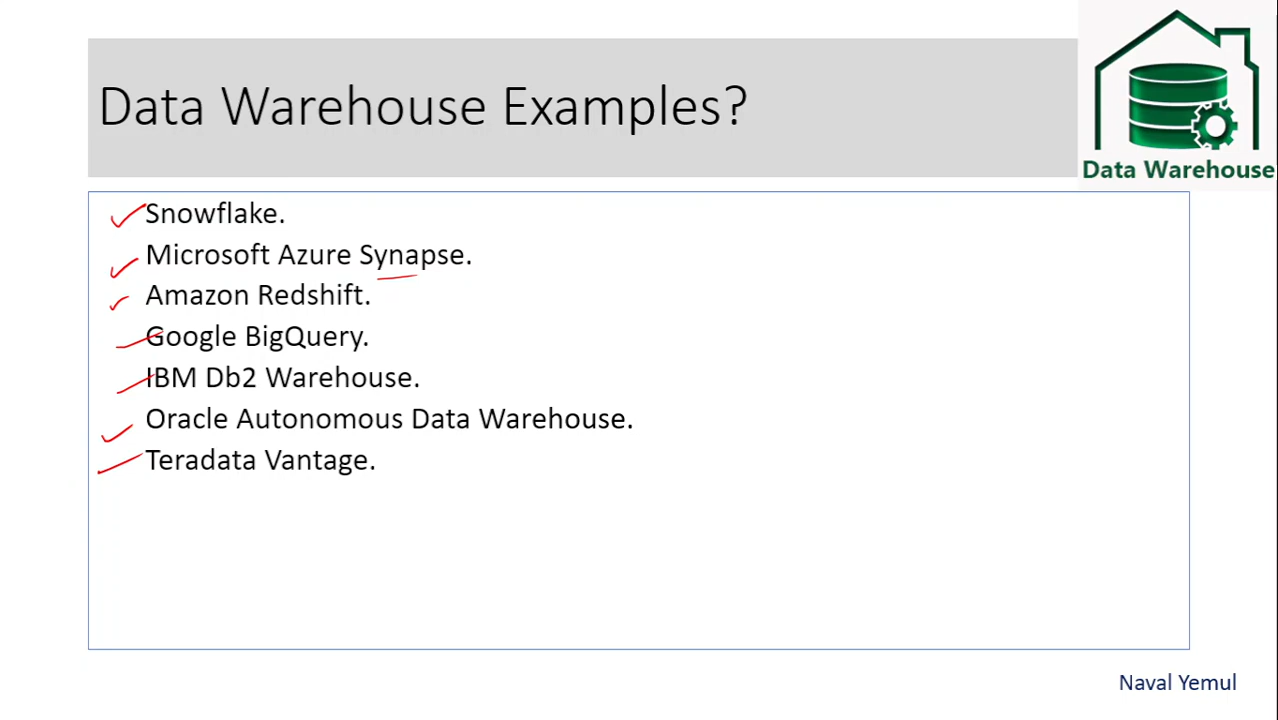 Data Warehouse Examples?
Data Warehouse
Snowflake.
Microsoft Azure Synapse.
Amazon Redshift.
Google BigQuery.
IBM Db2 Warehouse.
Oracle Autonomous Data Warehouse.
Teradata Vantage.
Naval Yemul